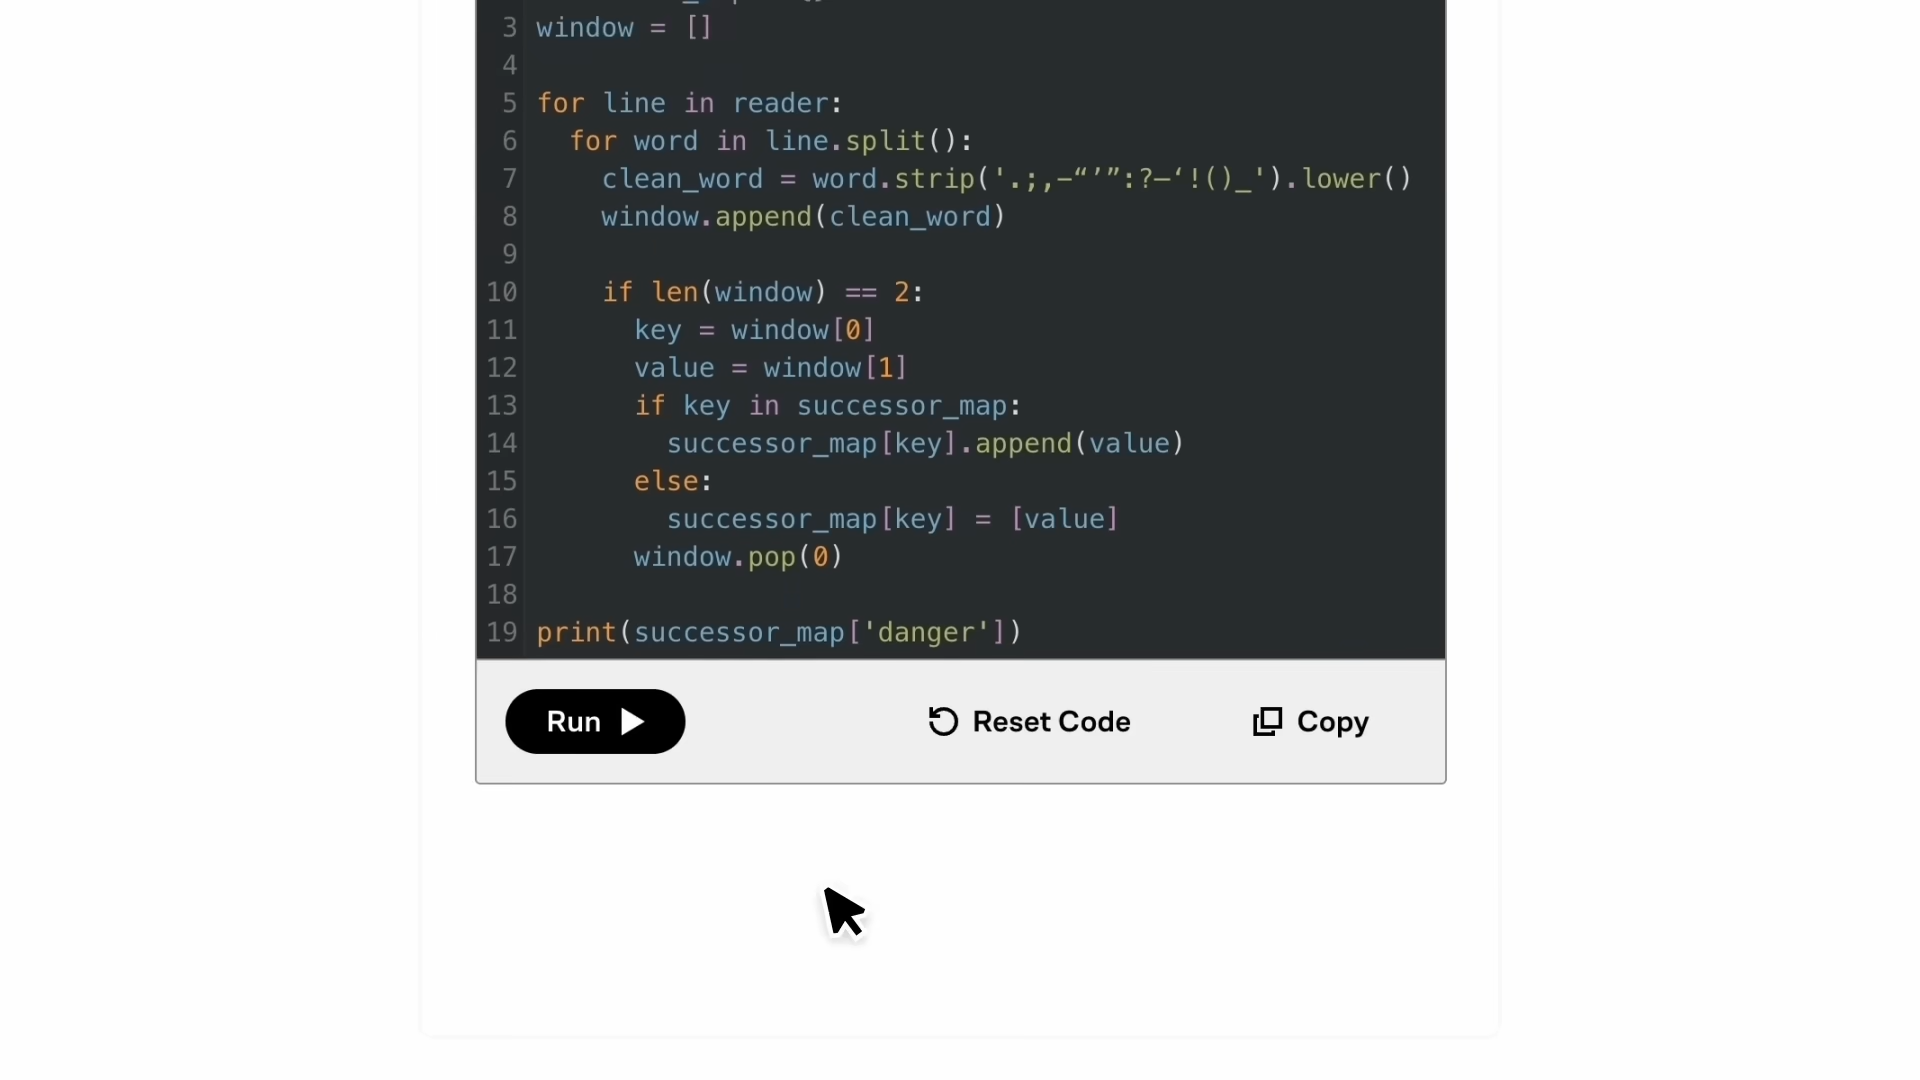 3 window = []
4
5 for line in reader:
6 for word in line.split():
7 clean_word = word.strip('.;,—“’”:?—‘!()_').lower()
8 window.append(clean_word)
9
10 if len(window) == 2:
11 key = window[0]
12 value = window[1]
13 if key in successor_map:
14 successor_map[key].append(value)
15 else:
16 successor_map[key] = [value]
17 window.pop(0)
18
19 print(successor_map['danger'])
Run Reset Code Copy